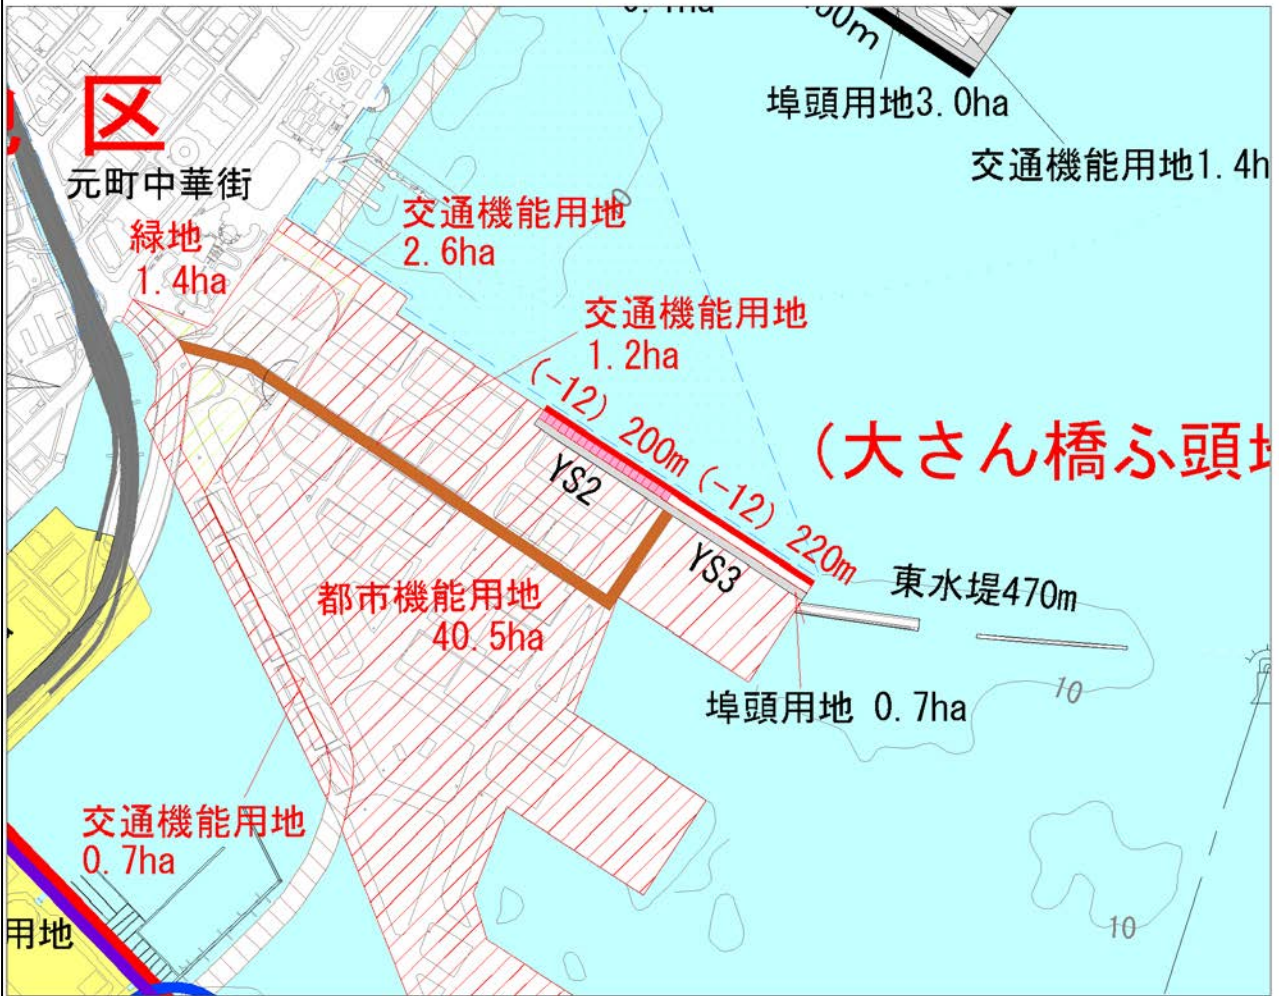 00m
埠頭用地3.0ha
交通機能用地1.4h
区
元町中華街
緑地
1.4ha
交通機能用地
2.6ha
0
交通機能用地
1.2ha
(-12) 200m (-12) 220m
YS2
YS3
(大さん橋ふ頭
東水堤470m
都市機能用地
40.5ha
埠頭用地 0.7ha
10
交通機能用地
0.7ha
用地
10